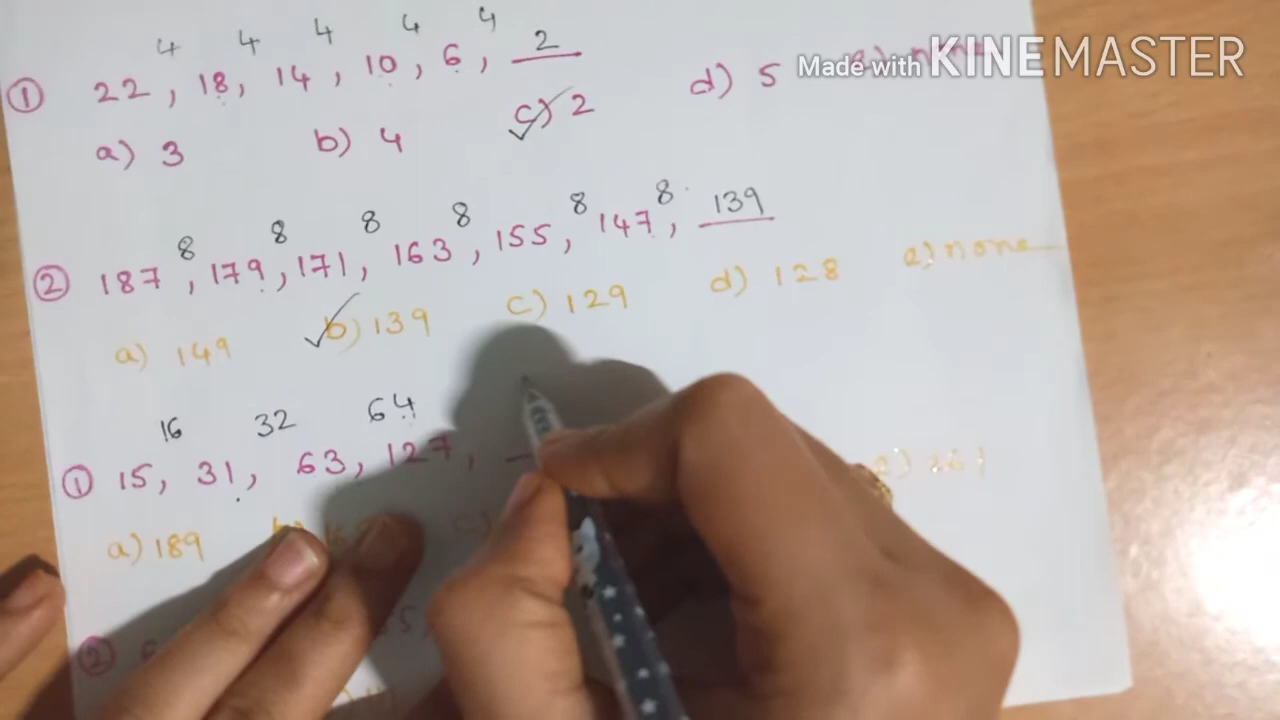 4 4 4 4 4
① 22, 18, 14, 10, 6, 2
a) 3 b) 4 c) 2 d) 5
Made with KINEMASTER
8 8 8 8 8 8
② 187, 179, 171, 163, 155, 147, 139
a) 149 b) 139 c) 129 d) 128 e) none
16 32 64
① 15, 31, 63, 127,
a) 189
②